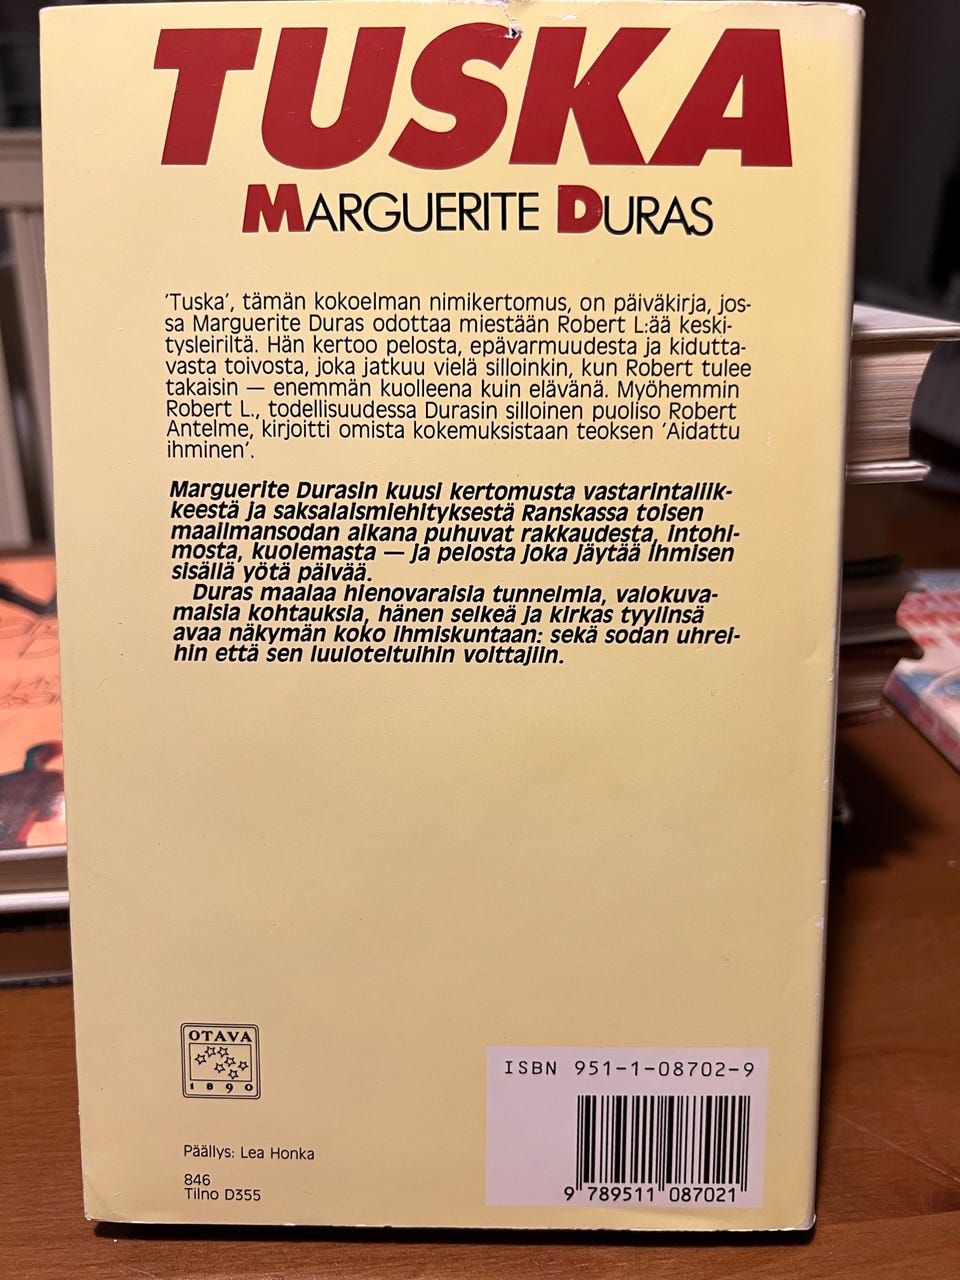 TUSKA
MARGUERITE DURAS
'Tuska', tämän kokoelman nimikertomus, on päiväkirja, jos-
sa Marguerite Duras odottaa miestään Robert L:ää keski-
tysleiriltä. Hän kertoo pelosta, epävarmuudesta ja kidutta-
vasta toivosta, joka jatkuu vielä silloinkin, kun Robert tulee
takaisin — enemmän kuolleena kuin elävänä. Myöhemmin
Robert L., todellisuudessa Durasin silloinen puoliso Robert
Antelme, kirjoitti omista kokemuksistaan teoksen 'Aidattu
ihminen'.
Marguerite Durasin kuusi kertomusta vastarintaliik-
keestä ja saksalaismiehityksestä Ranskassa toisen
maailmansodan aikana puhuvat rakkaudesta, intohi-
mosta, kuolemasta — ja pelosta joka jäytää ihmisen
sisällä yötä päivää.
Duras maalaa hienovaraisia tunnelmia, valokuva-
maisia kohtauksia, hänen selkeä ja kirkas tyylinsä
avaa näkymän koko ihmiskuntaan: sekä sodan uhrei-
hin että sen luuloteltuihin voittajiin.
OTAVA
1890
ISBN 951-1-08702-9
Päällys: Lea Honka
846
Tilno D355
9 789511 087021